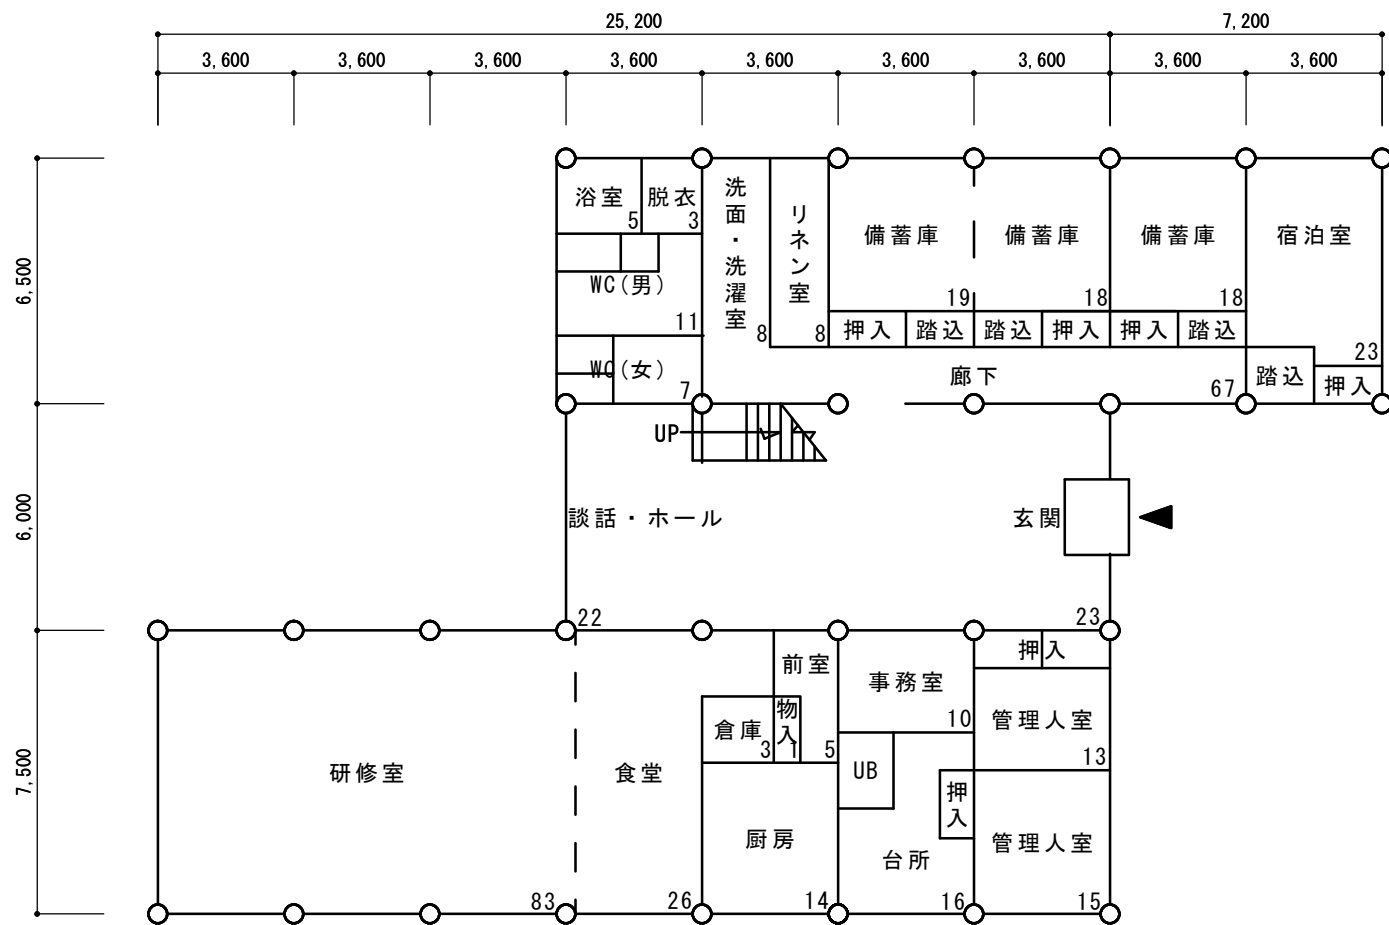 25,200
7,200
3,600
3,600
3,600
3,600
3,600
3,600
3,600
3,600
3,600
6,500
6,000
7,500
浴室
5
脱衣
3
洗面・洗濯室
8
リネン室
8
備蓄庫
19
備蓄庫
18
備蓄庫
18
宿泊室
23
WC(男)
11
WC(女)
7
押入
踏込
踏込
押入
押入
踏込
廊下
67
踏込
押入
UP
談話・ホール
玄関
22
23
研修室
83
食堂
26
前室
5
倉庫
3
物入
1
厨房
14
事務室
10
UB
台所
16
押入
押入
管理人室
13
管理人室
15